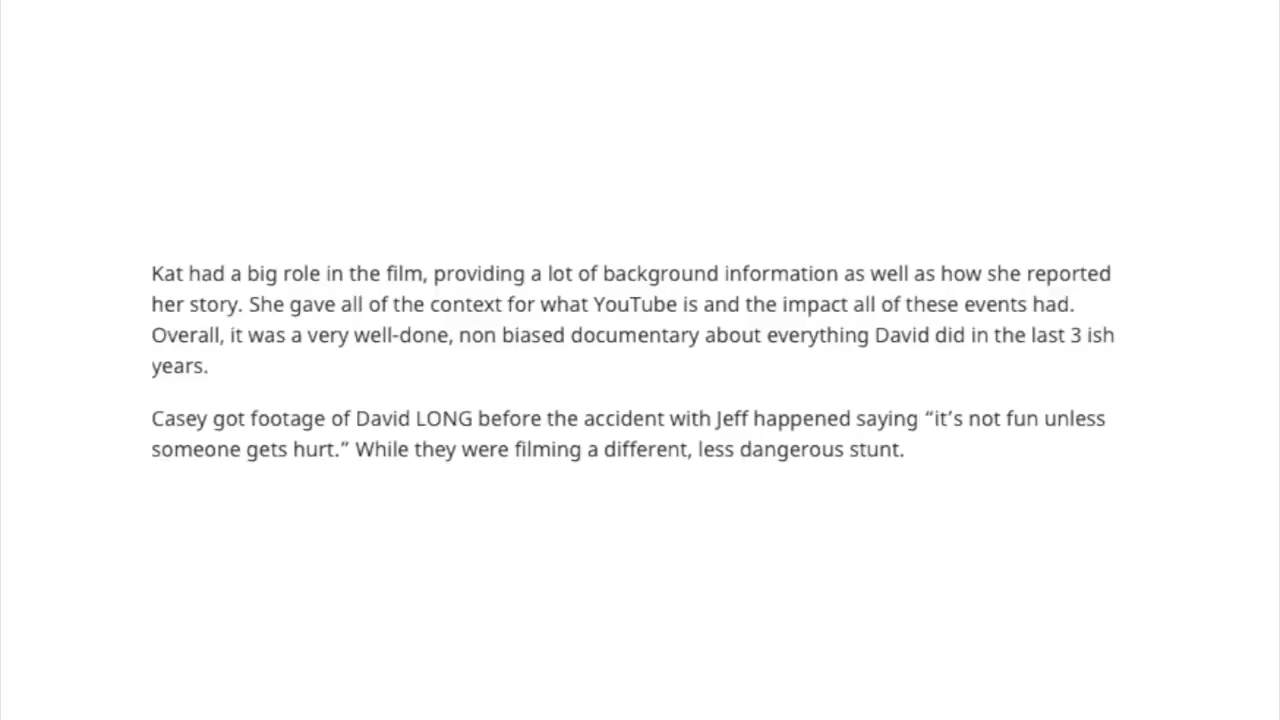 Kat had a big role in the film, providing a lot of background information as well as how she reported
her story. She gave all of the context for what YouTube is and the impact all of these events had.
Overall, it was a very well-done, non biased documentary about everything David did in the last 3 ish
years.
Casey got footage of David LONG before the accident with Jeff happened saying “it’s not fun unless
someone gets hurt.” While they were filming a different, less dangerous stunt.